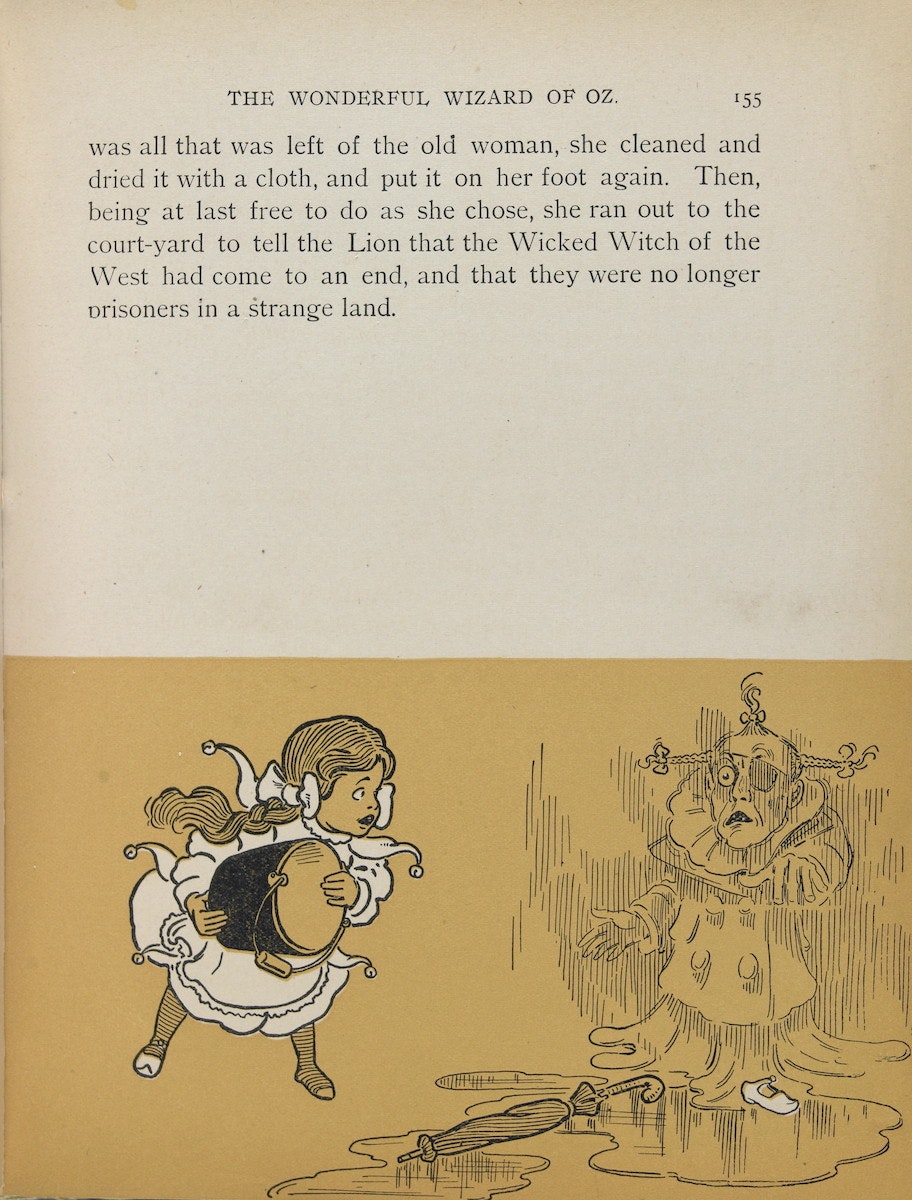 THE WONDERFUL WIZARD OF OZ. 155
was all that was left of the old woman, she cleaned and
dried it with a cloth, and put it on her foot again. Then,
being at last free to do as she chose, she ran out to the
court-yard to tell the Lion that the Wicked Witch of the
West had come to an end, and that they were no longer
prisoners in a strange land.